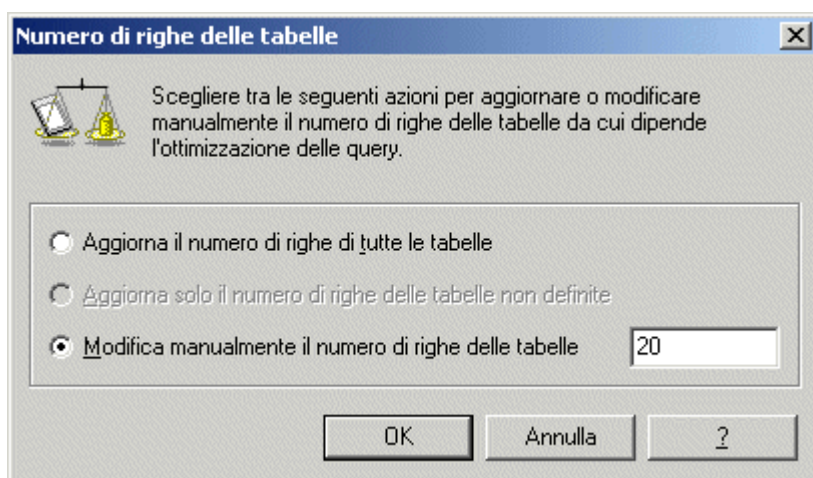 Numero di righe delle tabelle
Scegliere tra le seguenti azioni per aggiornare o modificare
manualmente il numero di righe delle tabelle da cui dipende
l'ottimizzazione delle query.
Aggiorna il numero di righe di tutte le tabelle
Aggiorna solo il numero di righe delle tabelle non definite
Modifica manualmente il numero di righe delle tabelle 20
OK Annulla ?